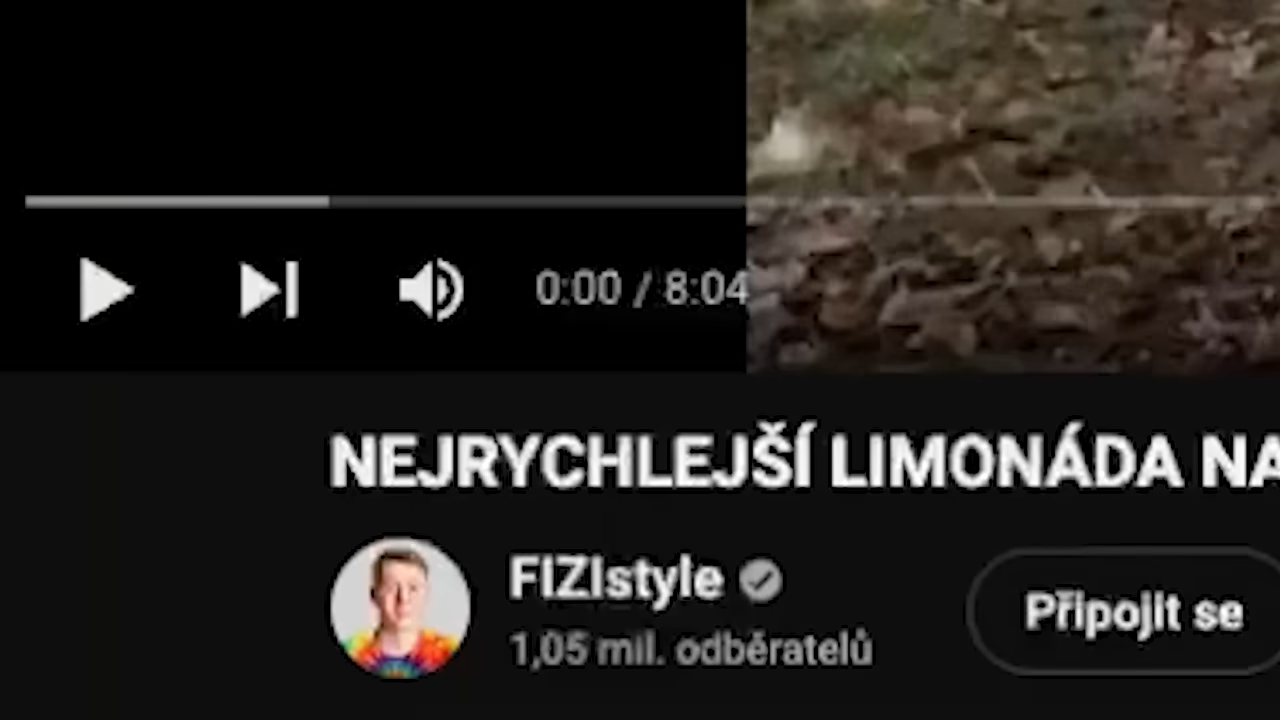 0:00 / 8:04
NEJRYCHLEJŠÍ LIMONÁDA NA
FIZIstyle
1,05 mil. odběratelů
Připojit se